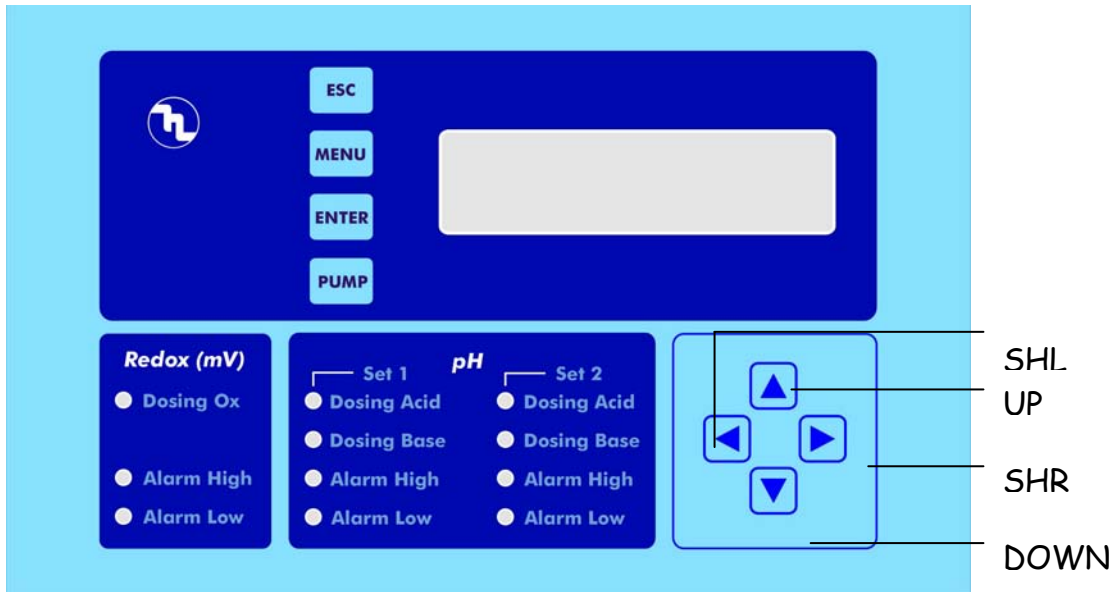 ESC
MENU
ENTER
PUMP
Redox (mV)
Dosing Ox
Alarm High
Alarm Low
pH
Set 1
Dosing Acid
Dosing Base
Alarm High
Alarm Low
Set 2
Dosing Acid
Dosing Base
Alarm High
Alarm Low
SHL
UP
SHR
DOWN